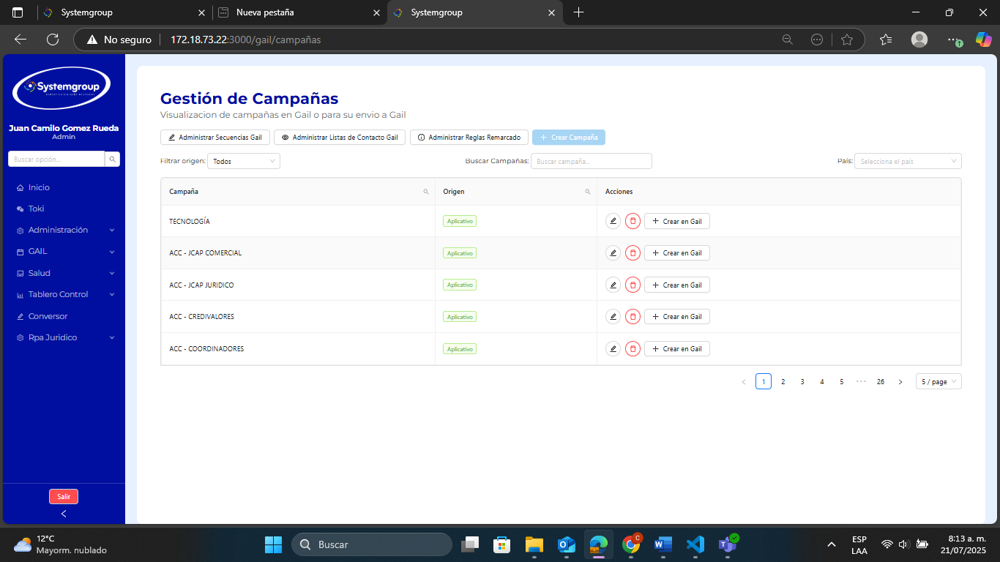 Systemgroup
Nueva pestaña
Systemgroup
No seguro
172.18.73.22:3000/gail/campañas
Systemgroup
Juan Camilo Gomez Rueda
Admin
Buscar opción...
Inicio
Toki
Administración
GAIL
Salud
Tablero Control
Conversor
Rpa Juridico
Salir
Gestión de Campañas
Visualizacion de campañas en Gail o para su envio a Gail
Administrar Secuencias Gail
Administrar Listas de Contacto Gail
Administrar Reglas Remarcado
Crear Campaña
Filtrar origen: Todos
Buscar Campañas: Buscar campaña...
País: Selecciona el país
Campaña Origen Acciones
TECNOLOGÍA Aplicativo Crear en Gail
ACC - JCAP COMERCIAL Aplicativo Crear en Gail
ACC - JCAP JURIDICO Aplicativo Crear en Gail
ACC - CREDIVALORES Aplicativo Crear en Gail
ACC - COORDINADORES Aplicativo Crear en Gail
1 2 3 4 5 ••• 26 5 / page
12°C
Mayorm. nublado
Buscar
C
ESP
LAA
8:13 a. m.
21/07/2025